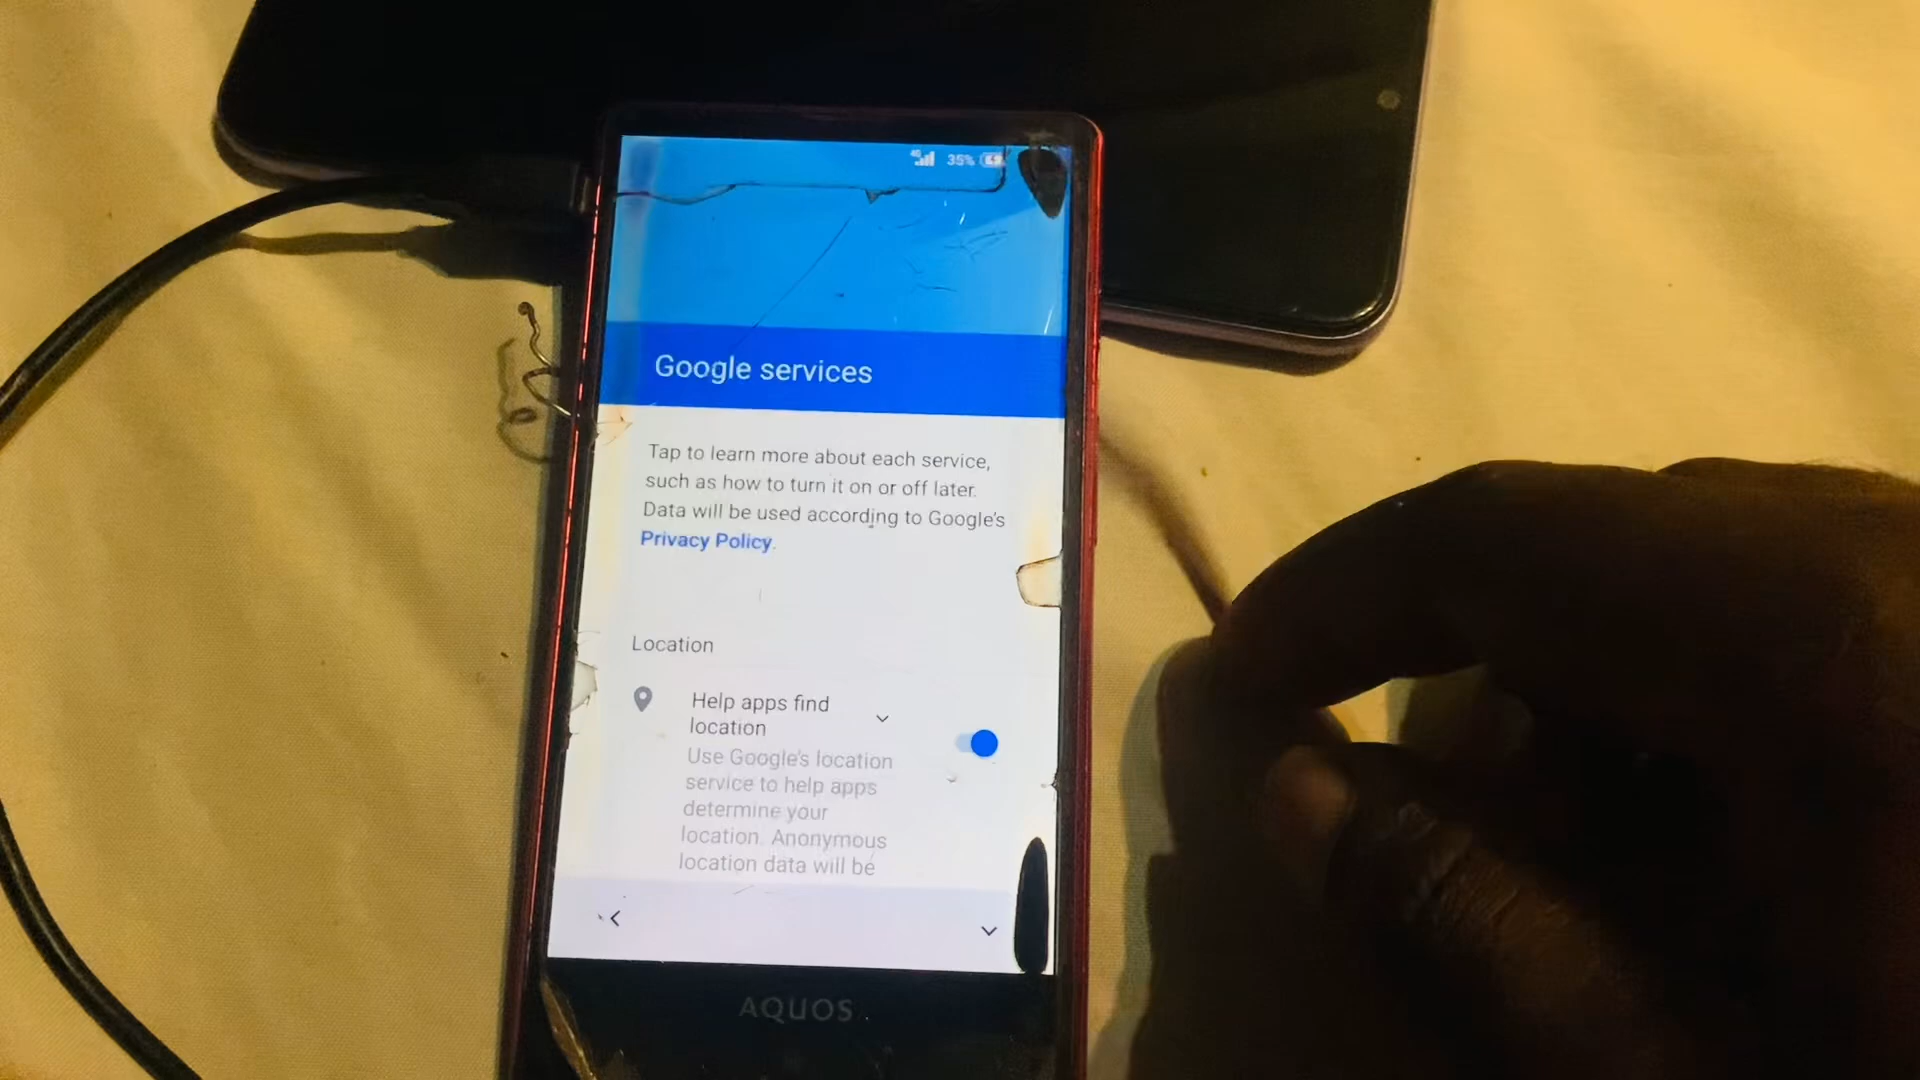 4G 35%
Google services
Tap to learn more about each service,
such as how to turn it on or off later.
Data will be used according to Google's
Privacy Policy.
Location
Help apps find
location
Use Google's location
service to help apps
determine your
location. Anonymous
location data will be
AQUOS